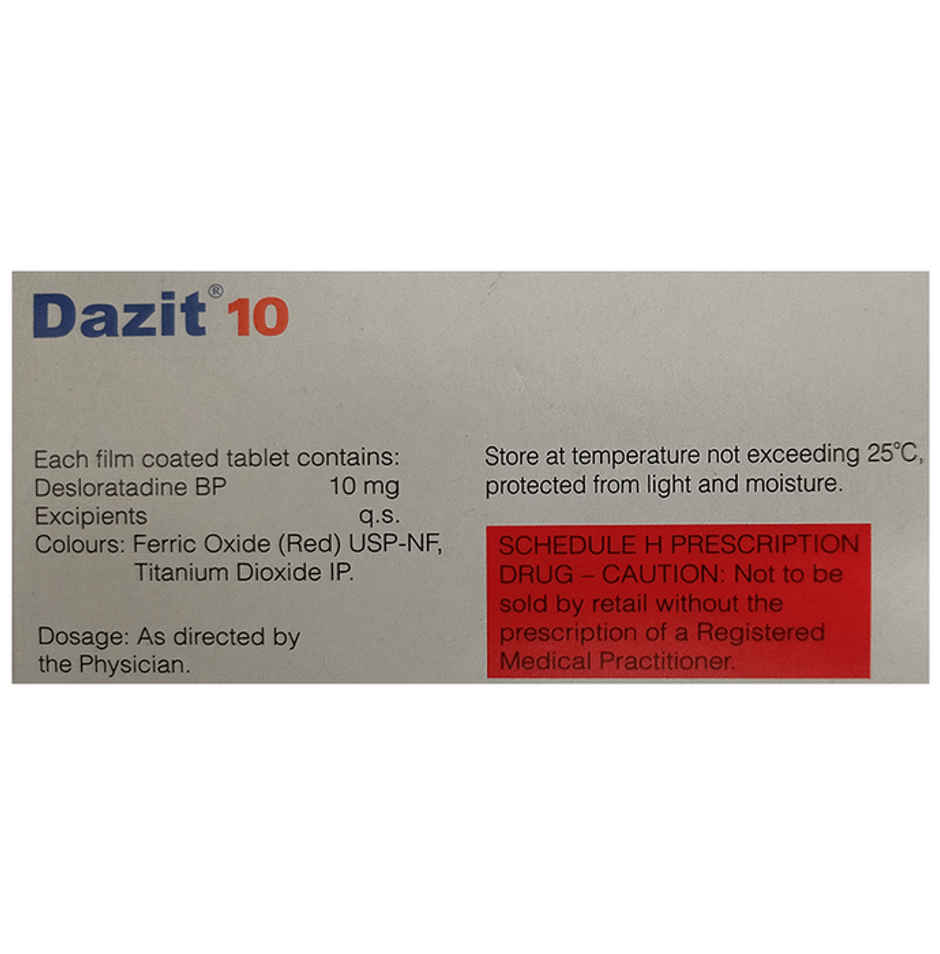 Dazit® 10
Each film coated tablet contains:
Desloratadine BP 10 mg
Excipients q.s.
Colours: Ferric Oxide (Red) USP-NF,
Titanium Dioxide IP.
Dosage: As directed by
the Physician.
Store at temperature not exceeding 25°C,
protected from light and moisture.
SCHEDULE H PRESCRIPTION
DRUG – CAUTION: Not to be
sold by retail without the
prescription of a Registered
Medical Practitioner.